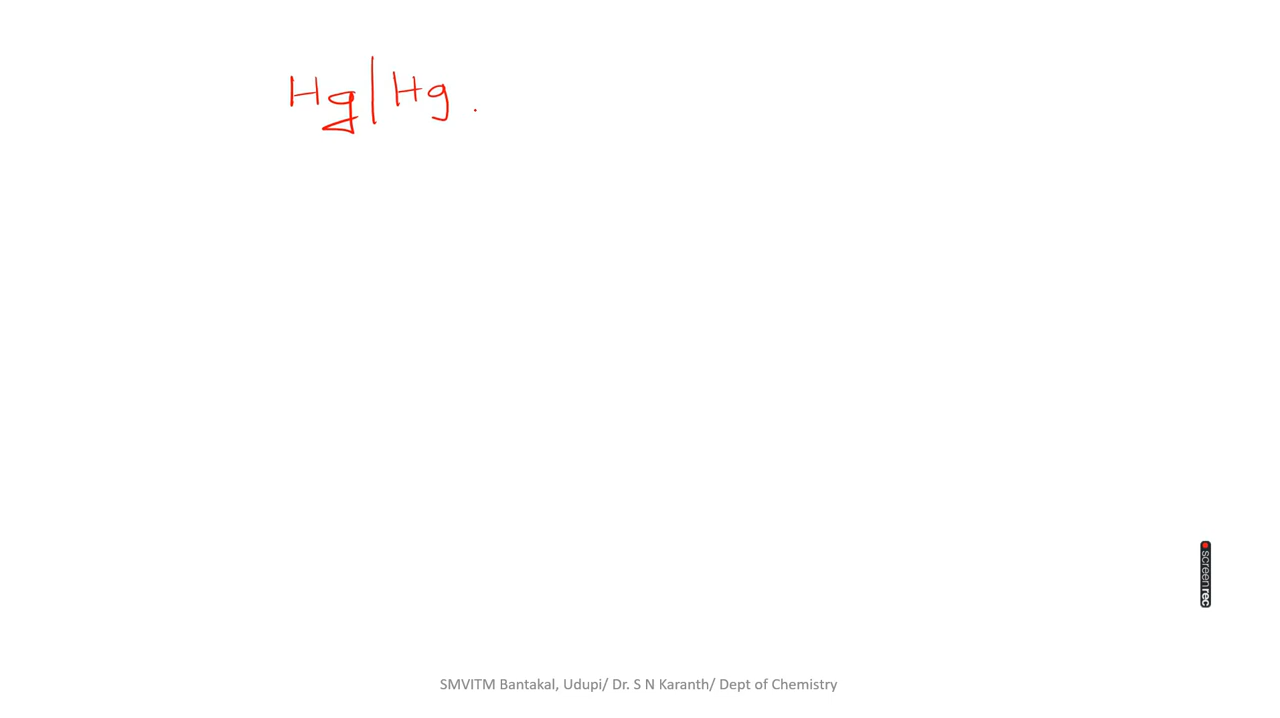 Hg | Hg
screenrec
SMVITM Bantakal, Udupi/ Dr. S N Karanth/ Dept of Chemistry